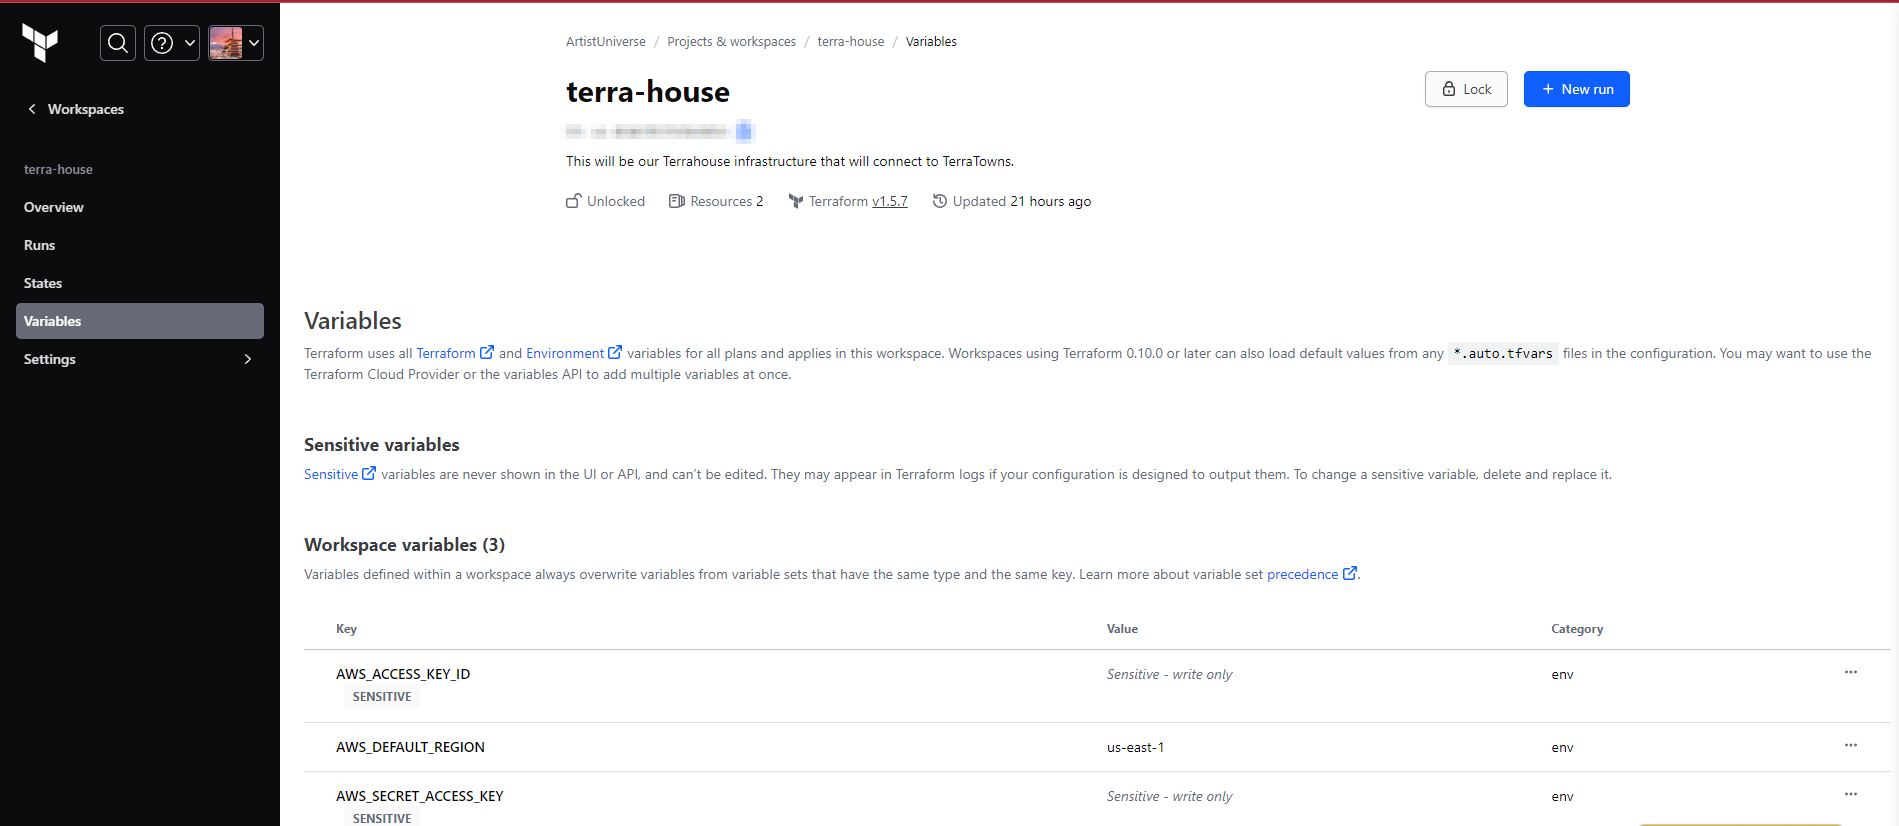 Workspaces
terra-house
Overview
Runs
States
Variables
Settings
ArtistUniverse / Projects & workspaces / terra-house / Variables
terra-house
Lock
+ New run
This will be our Terrahouse infrastructure that will connect to TerraTowns.
Unlocked Resources 2 Terraform v1.5.7 Updated 21 hours ago
Variables
Terraform uses all Terraform and Environment variables for all plans and applies in this workspace. Workspaces using Terraform 0.10.0 or later can also load default values from any *.auto.tfvars files in the configuration. You may want to use the
Terraform Cloud Provider or the variables API to add multiple variables at once.
Sensitive variables
Sensitive variables are never shown in the UI or API, and can’t be edited. They may appear in Terraform logs if your configuration is designed to output them. To change a sensitive variable, delete and replace it.
Workspace variables (3)
Variables defined within a workspace always overwrite variables from variable sets that have the same type and the same key. Learn more about variable set precedence.
Key Value Category
AWS_ACCESS_KEY_ID Sensitive - write only env ...
SENSITIVE
AWS_DEFAULT_REGION us-east-1 env ...
AWS_SECRET_ACCESS_KEY Sensitive - write only env ...
SENSITIVE